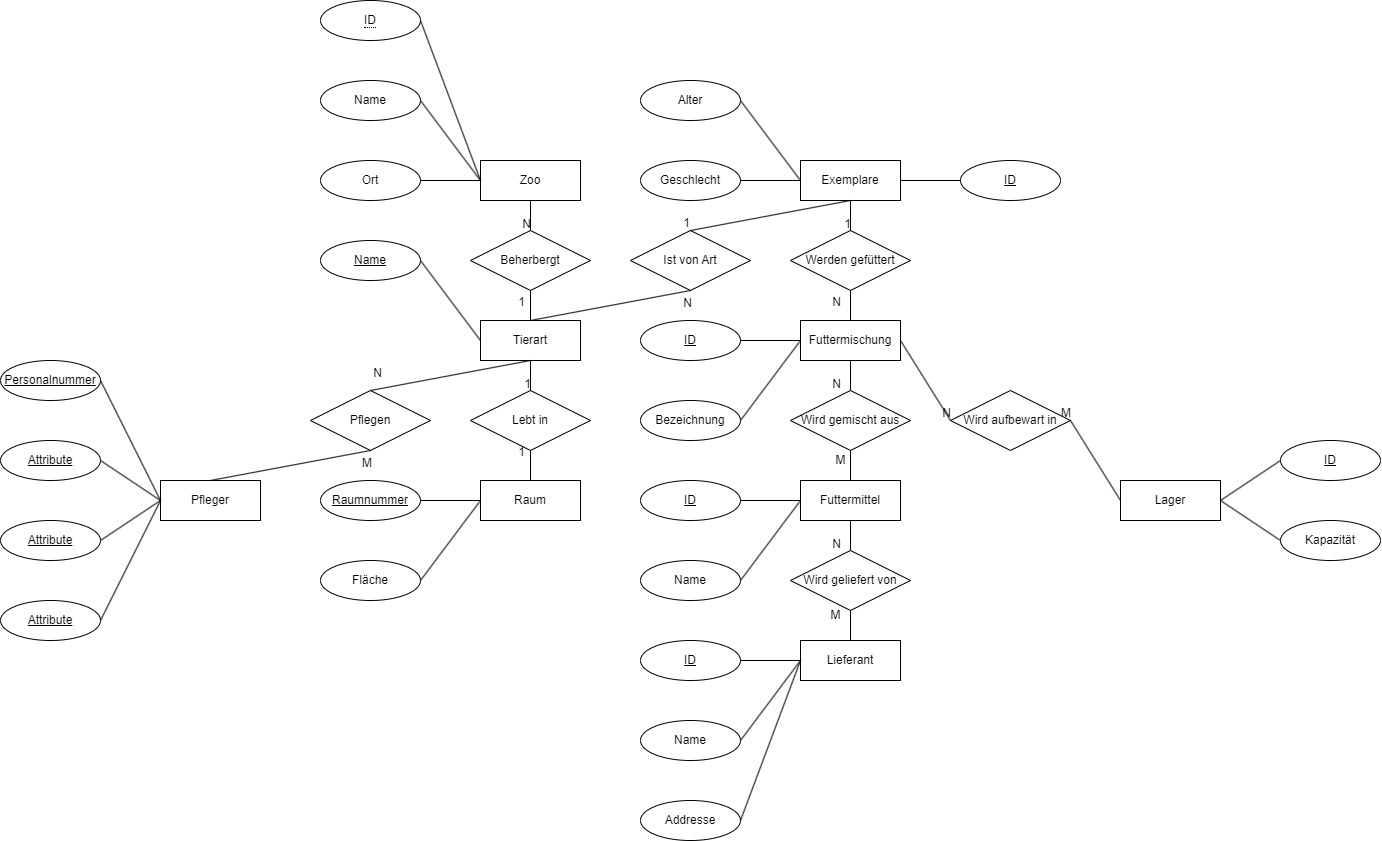 ID
Name
Alter
Ort
Zoo
Geschlecht
Exemplare
ID
N
1
1
Name
Beherbergt
Ist von Art
Werden gefüttert
1
N
N
Tierart
ID
Futtermischung
Personalnummer
N
1
N
Pflegen
Lebt in
Bezeichnung
Wird gemischt aus
N
Wird aufbewart in
M
Attribute
M
1
M
ID
Pfleger
Raumnummer
Raum
ID
Futtermittel
Lager
Attribute
N
Kapazität
Fläche
Name
Wird geliefert von
Attribute
M
ID
Lieferant
Name
Addresse